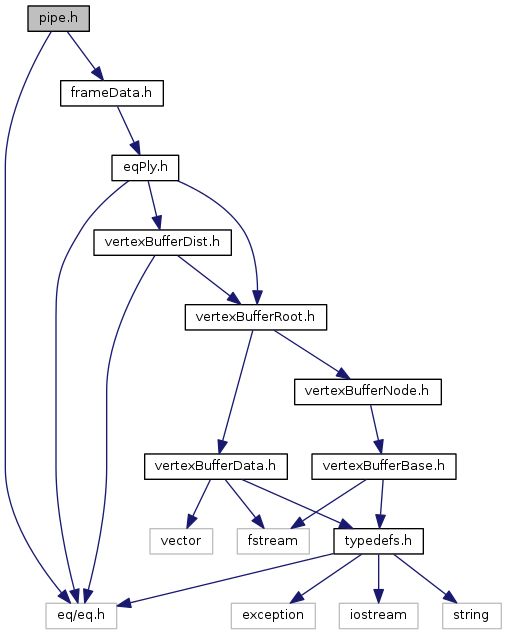 pipe.h
frameData.h
eqPly.h
vertexBufferDist.h
vertexBufferRoot.h
vertexBufferNode.h
vertexBufferData.h
vertexBufferBase.h
vector
fstream
typedefs.h
eq/eq.h
exception
iostream
string